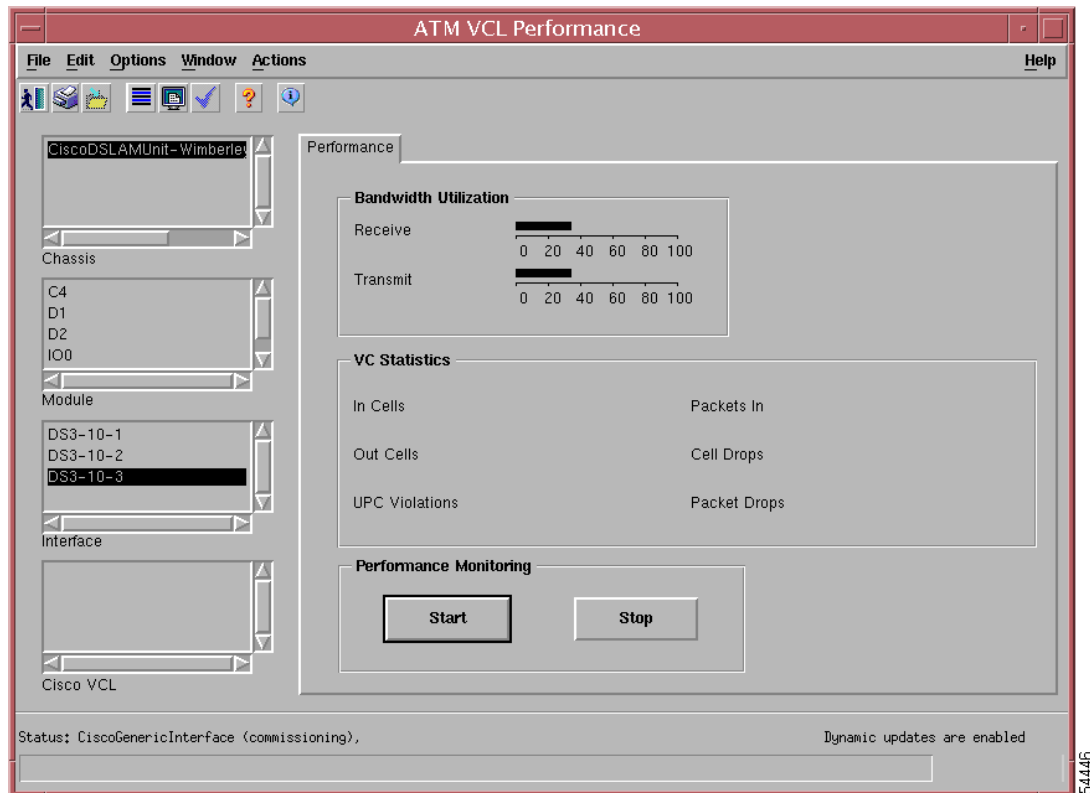 ATM VCL Performance
File Edit Options Window Actions Help
CiscoDSLAMUnit-Wimberley
Chassis
C4
D1
D2
IO0
Module
DS3-10-1
DS3-10-2
DS3-10-3
Interface
Cisco VCL
Performance
Bandwidth Utilization
Receive
0 20 40 60 80 100
Transmit
0 20 40 60 80 100
VC Statistics
In Cells Packets In
Out Cells Cell Drops
UPC Violations Packet Drops
Performance Monitoring
Start Stop
Status: CiscoGenericInterface (commissioning), Dynamic updates are enabled
54446